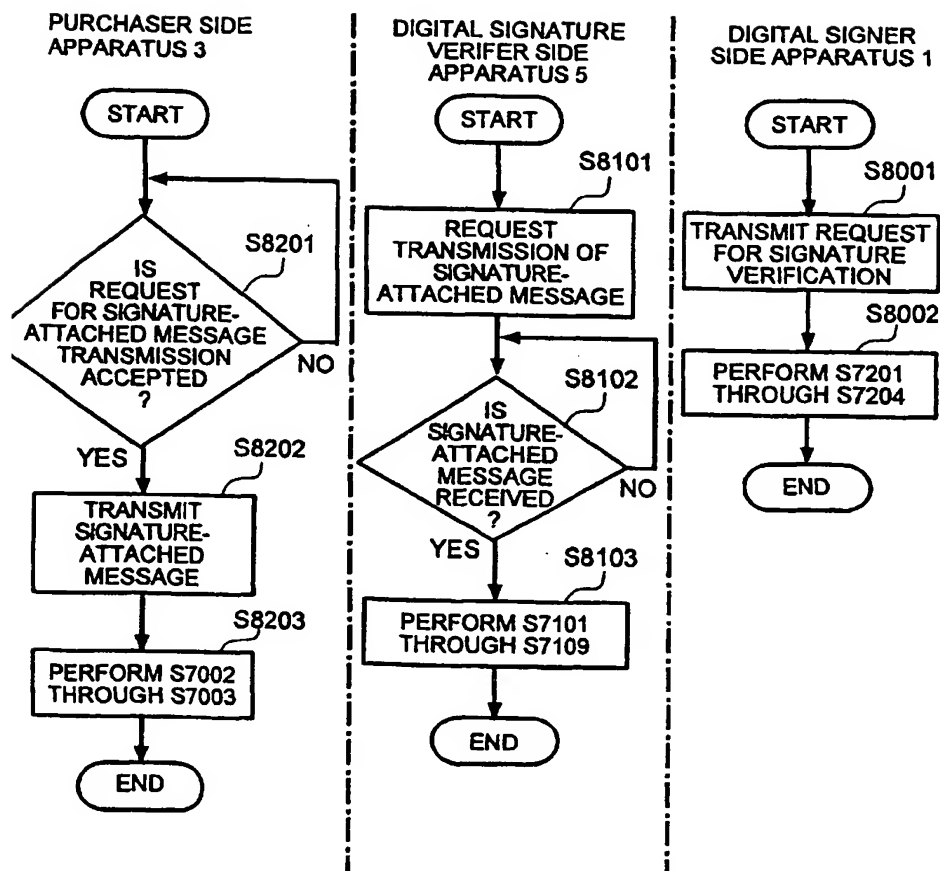 PURCHASER SIDE
APPARATUS 3
START
S8201
IS
REQUEST
FOR SIGNATURE-
ATTACHED MESSAGE
TRANSMISSION
ACCEPTED
?
NO
YES
S8202
TRANSMIT
SIGNATURE-
ATTACHED
MESSAGE
S8203
PERFORM S7002
THROUGH S7003
END
DIGITAL SIGNATURE
VERIFER SIDE
APPARATUS 5
START
S8101
REQUEST
TRANSMISSION OF
SIGNATURE-
ATTACHED MESSAGE
S8102
IS
SIGNATURE-
ATTACHED
MESSAGE
RECEIVED
?
NO
YES
S8103
PERFORM S7101
THROUGH S7109
END
DIGITAL SIGNER
SIDE APPARATUS 1
START
S8001
TRANSMIT REQUEST
FOR SIGNATURE
VERIFICATION
S8002
PERFORM S7201
THROUGH S7204
END